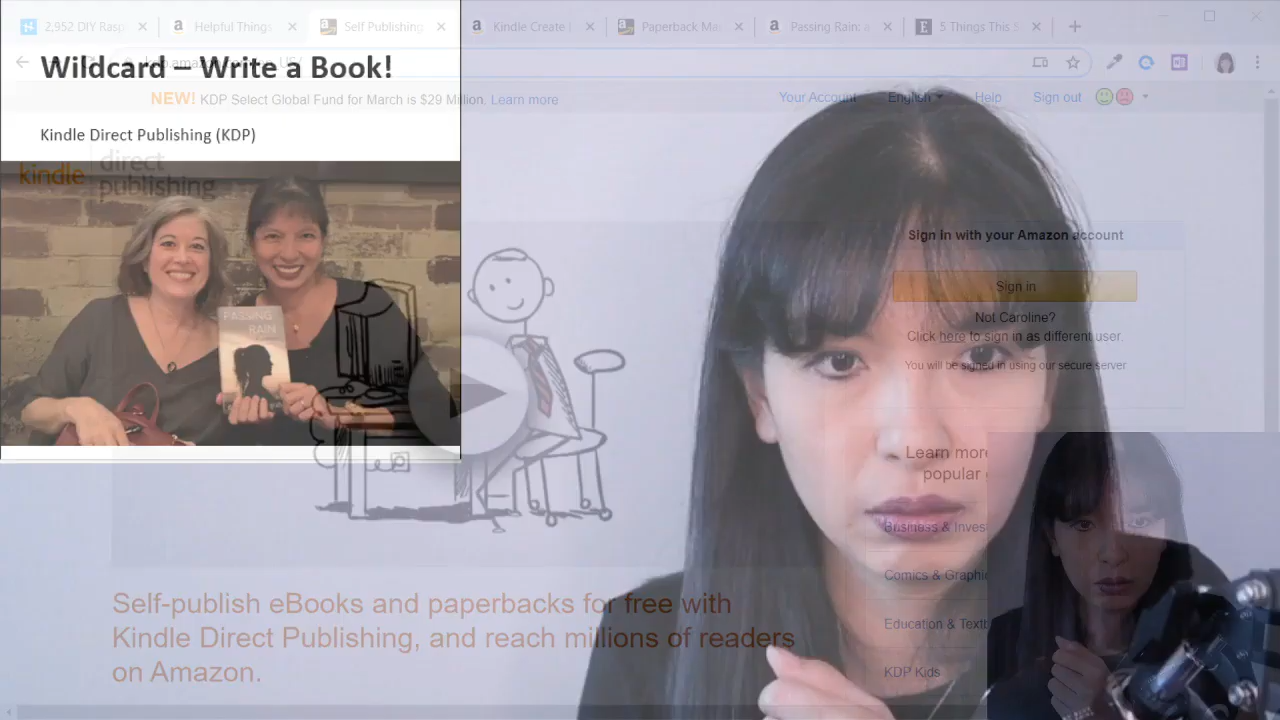 2,952 DIY Rasp
Helpful Things
Self Publishing
Kindle Create
Paperback Ma
Passing Rain: a
5 Things This S
Wildcard – Write a Book!
NEW! KDP Select Global Fund for March is $29 Million. Learn more
Your Account
English
Help
Sign out
Kindle Direct Publishing (KDP)
kindle direct publishing
PASSING
RAIN
Sign in with your Amazon account
Sign in
Not Caroline?
Click here to sign in as different user.
You will be signed in using our secure server
Learn more
popular
Business & Inves
Comics & Graphi
Education & Textb
KDP Kids
Self-publish eBooks and paperbacks for free with
Kindle Direct Publishing, and reach millions of readers
on Amazon.